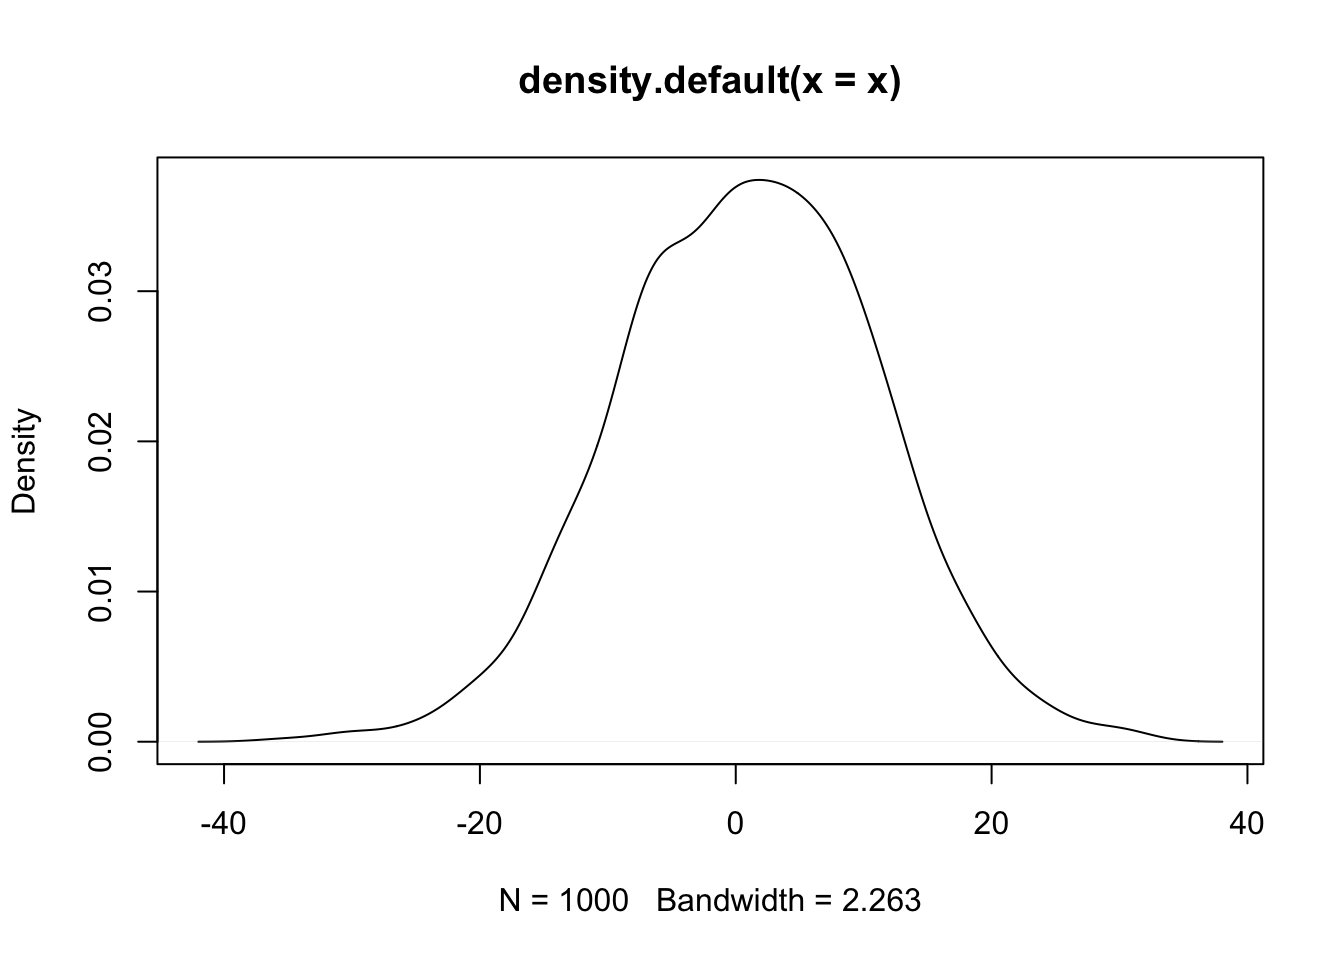 density.default(x = x)
Density
0.03
0.02
0.01
0.00
-40 -20 0 20 40
N = 1000 Bandwidth = 2.263